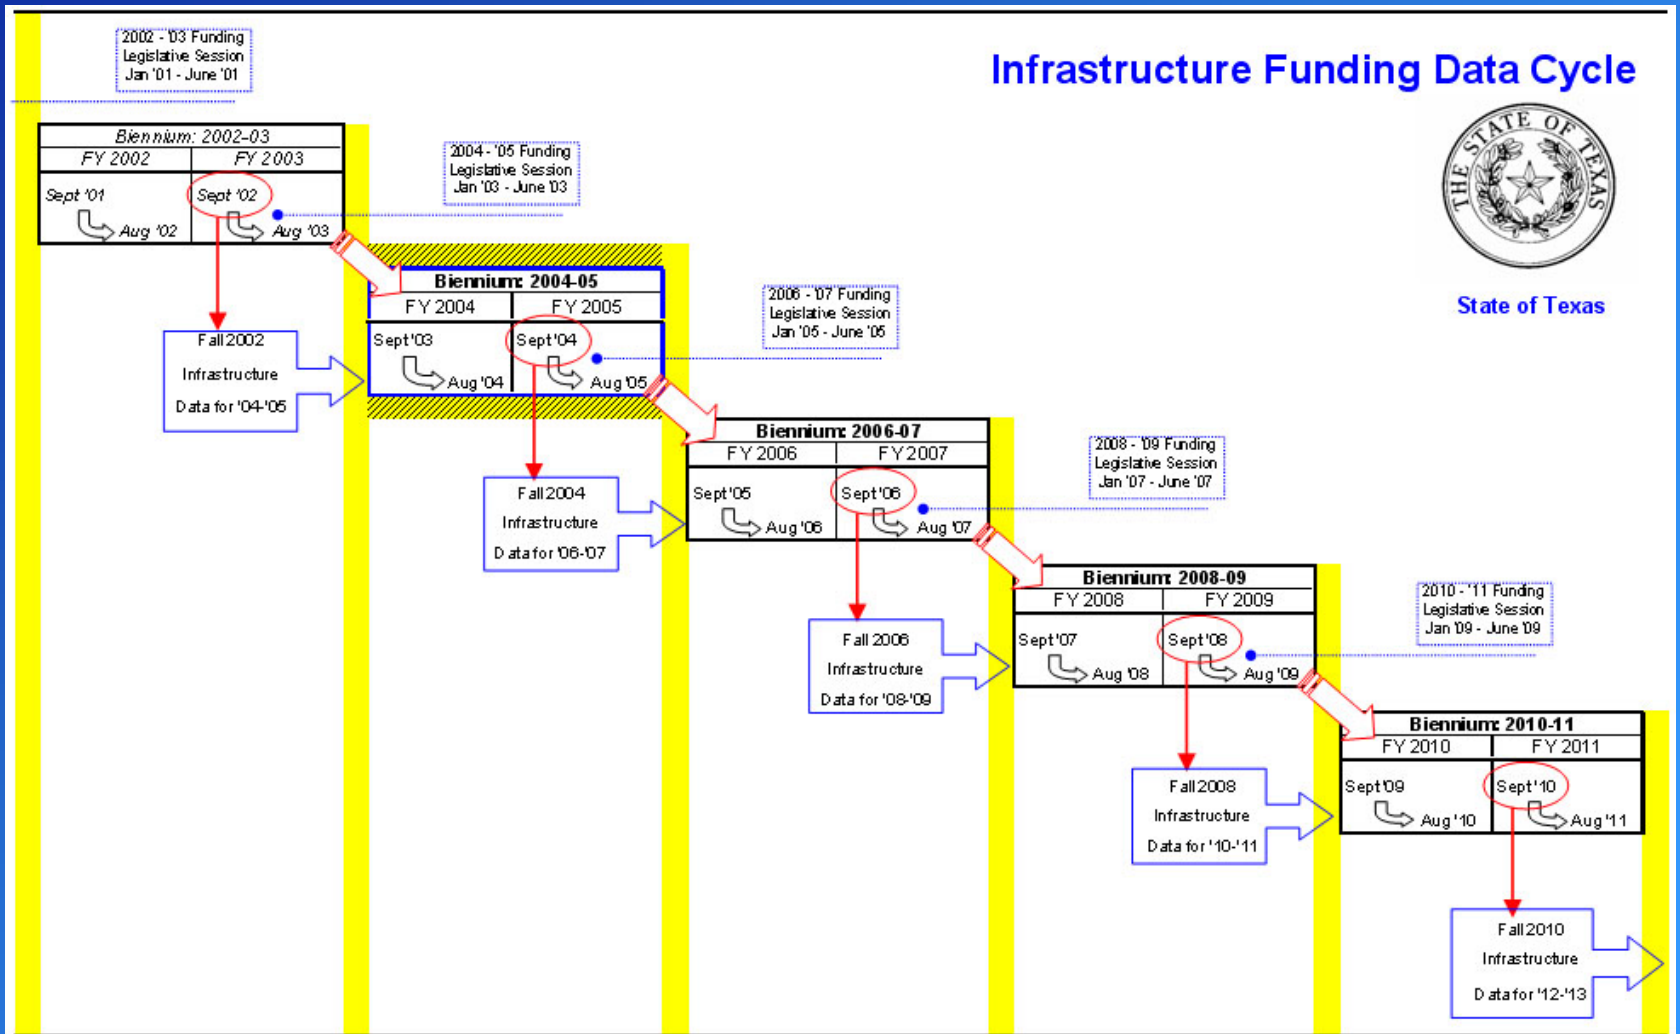 2002 - '03 Funding
Legislative Session
Jan '01 - June '01
Infrastructure Funding Data Cycle
THE STATE OF TEXAS
State of Texas
Biennium: 2002-03
FY 2002
FY 2003
Sept '01
Aug '02
Sept '02
Aug '03
2004 - '05 Funding
Legislative Session
Jan '03 - June '03
Fall 2002
Infrastructure
Data for '04-'05
Biennium: 2004-05
FY 2004
FY 2005
Sept '03
Aug '04
Sept '04
Aug '05
2006 - '07 Funding
Legislative Session
Jan '05 - June '05
Fall 2004
Infrastructure
Data for '06-'07
Biennium: 2006-07
FY 2006
FY 2007
Sept '05
Aug '06
Sept '06
Aug '07
2008 - '09 Funding
Legislative Session
Jan '07 - June '07
Fall 2006
Infrastructure
Data for '08-'09
Biennium: 2008-09
FY 2008
FY 2009
Sept '07
Aug '08
Sept '08
Aug '09
2010 - '11 Funding
Legislative Session
Jan '09 - June '09
Fall 2008
Infrastructure
Data for '10-'11
Biennium: 2010-11
FY 2010
FY 2011
Sept '09
Aug '10
Sept '10
Aug '11
Fall 2010
Infrastructure
Data for '12-'13